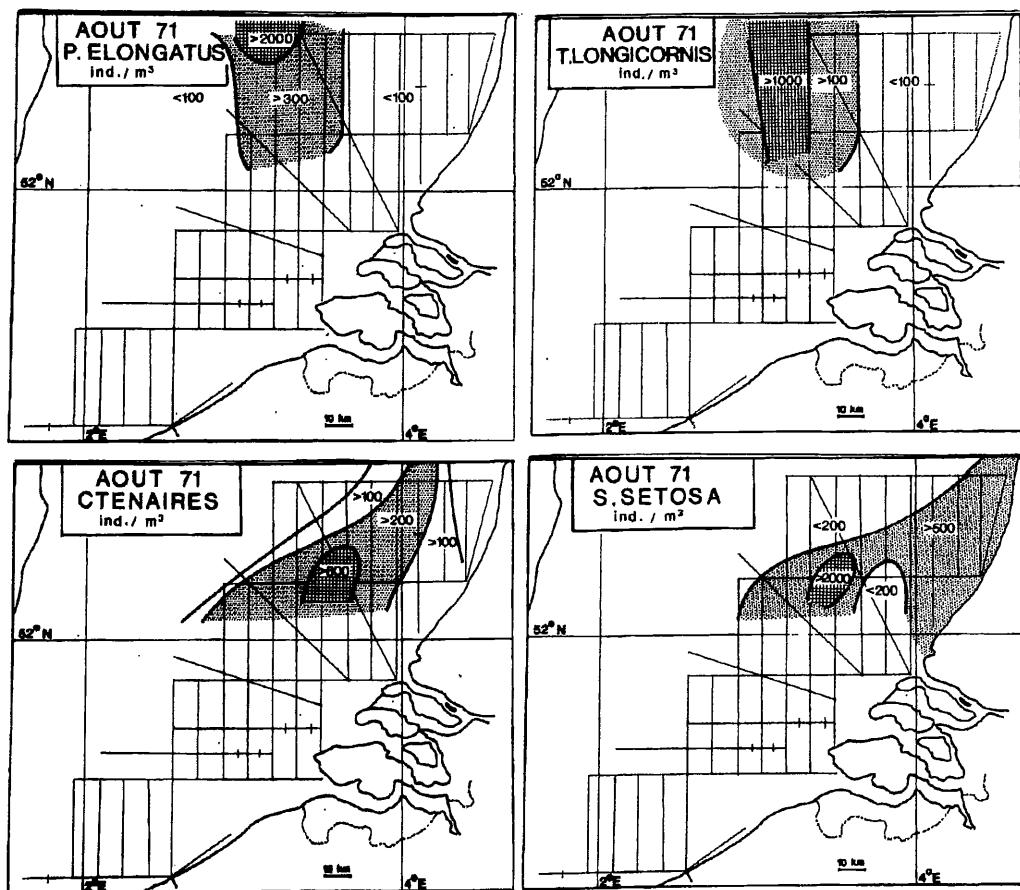 AOUT 71
P. ELONGATUS
ind. / m³
>2000
>300
<100
<100
52° N
2°E
4°E
10 km
AOUT 71
T.LONGICORNIS
ind. / m³
>1000
>100
<100
52° N
2°E
4°E
10 km
AOUT 71
CTENAIRES
ind. / m³
>100
>200
>100
52° N
2°E
4°E
10 km
AOUT 71
S.SETOSA
ind. / m³
<200
>500
>2000
<200
52° N
2°E
4°E
10 km